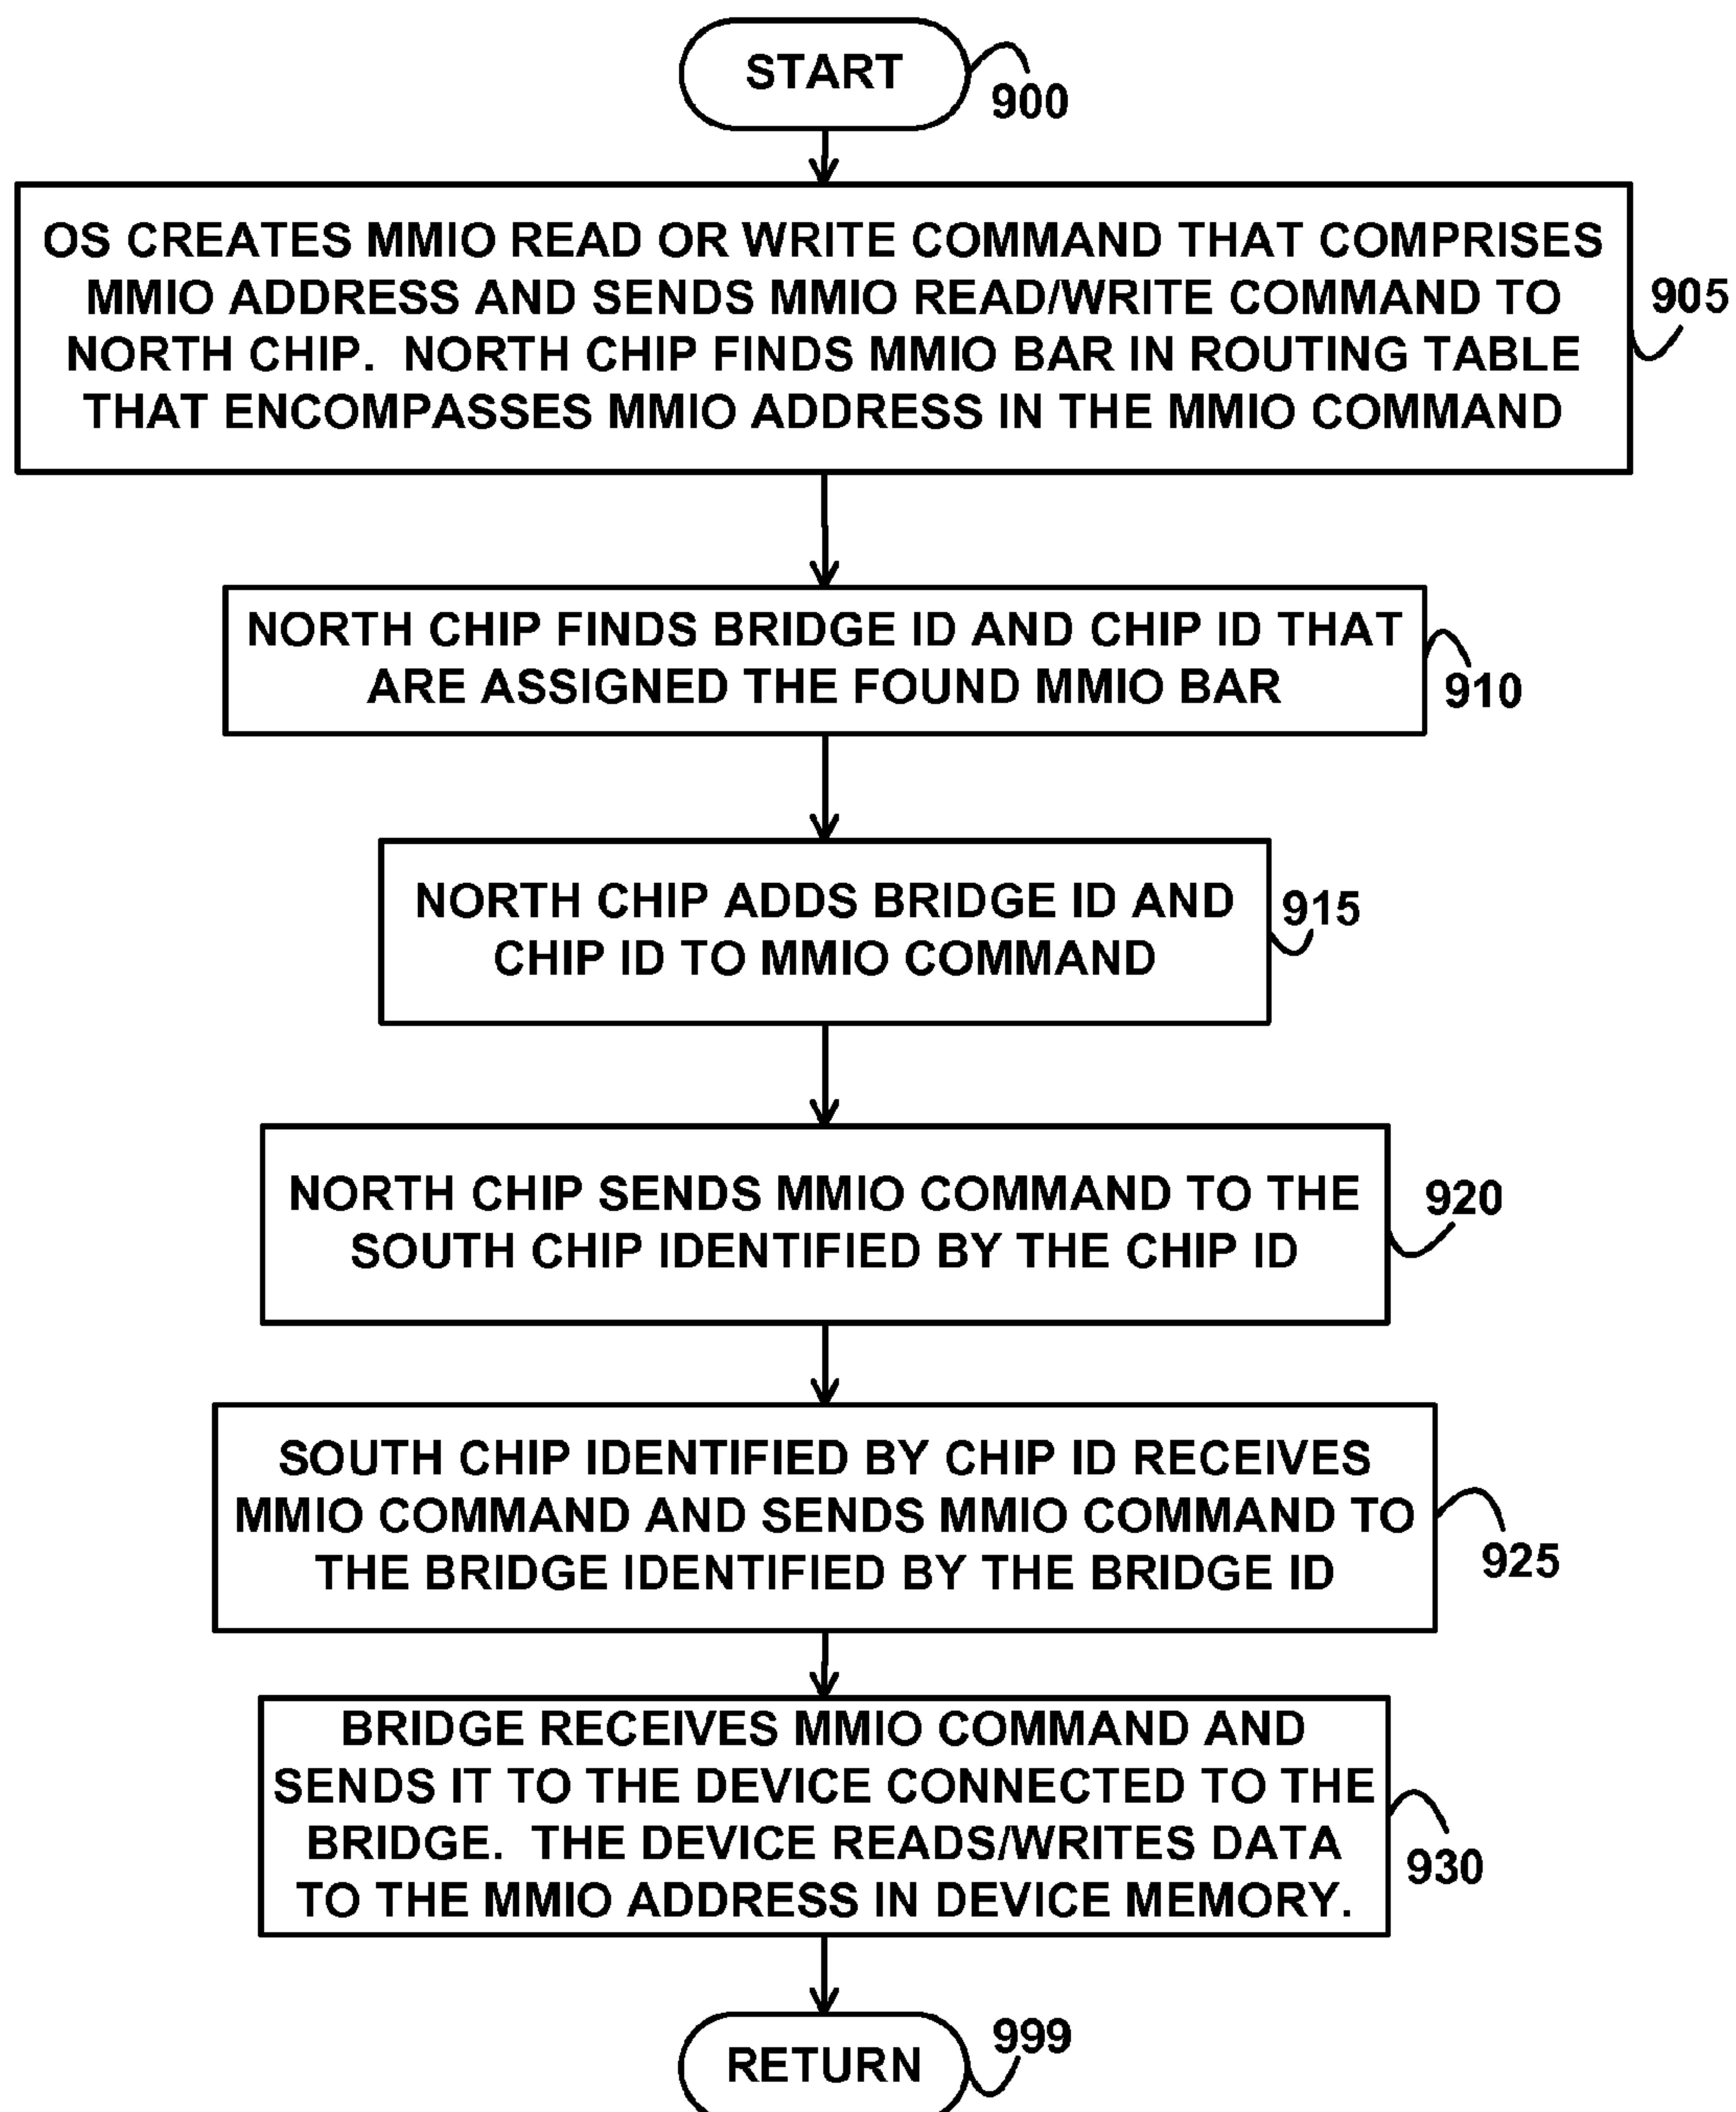 START
900
OS CREATES MMIO READ OR WRITE COMMAND THAT COMPRISES
MMIO ADDRESS AND SENDS MMIO READ/WRITE COMMAND TO
NORTH CHIP. NORTH CHIP FINDS MMIO BAR IN ROUTING TABLE
THAT ENCOMPASSES MMIO ADDRESS IN THE MMIO COMMAND
905
NORTH CHIP FINDS BRIDGE ID AND CHIP ID THAT
ARE ASSIGNED THE FOUND MMIO BAR
910
NORTH CHIP ADDS BRIDGE ID AND
CHIP ID TO MMIO COMMAND
915
NORTH CHIP SENDS MMIO COMMAND TO THE
SOUTH CHIP IDENTIFIED BY THE CHIP ID
920
SOUTH CHIP IDENTIFIED BY CHIP ID RECEIVES
MMIO COMMAND AND SENDS MMIO COMMAND TO
THE BRIDGE IDENTIFIED BY THE BRIDGE ID
925
BRIDGE RECEIVES MMIO COMMAND AND
SENDS IT TO THE DEVICE CONNECTED TO THE
BRIDGE. THE DEVICE READS/WRITES DATA
TO THE MMIO ADDRESS IN DEVICE MEMORY.
930
RETURN
999